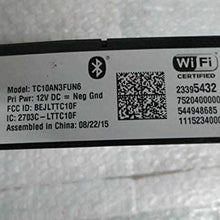 Model: TC10AN3FUN6
Pri Pwr: 12V DC = Neg Gnd
FCC ID: BEJLTTC10F
IC: 2703C-LTTC10F
Assembled in China: 08/22/15
WiFi
CERTIFIED
23395432
7520400000
544948685
1115234000